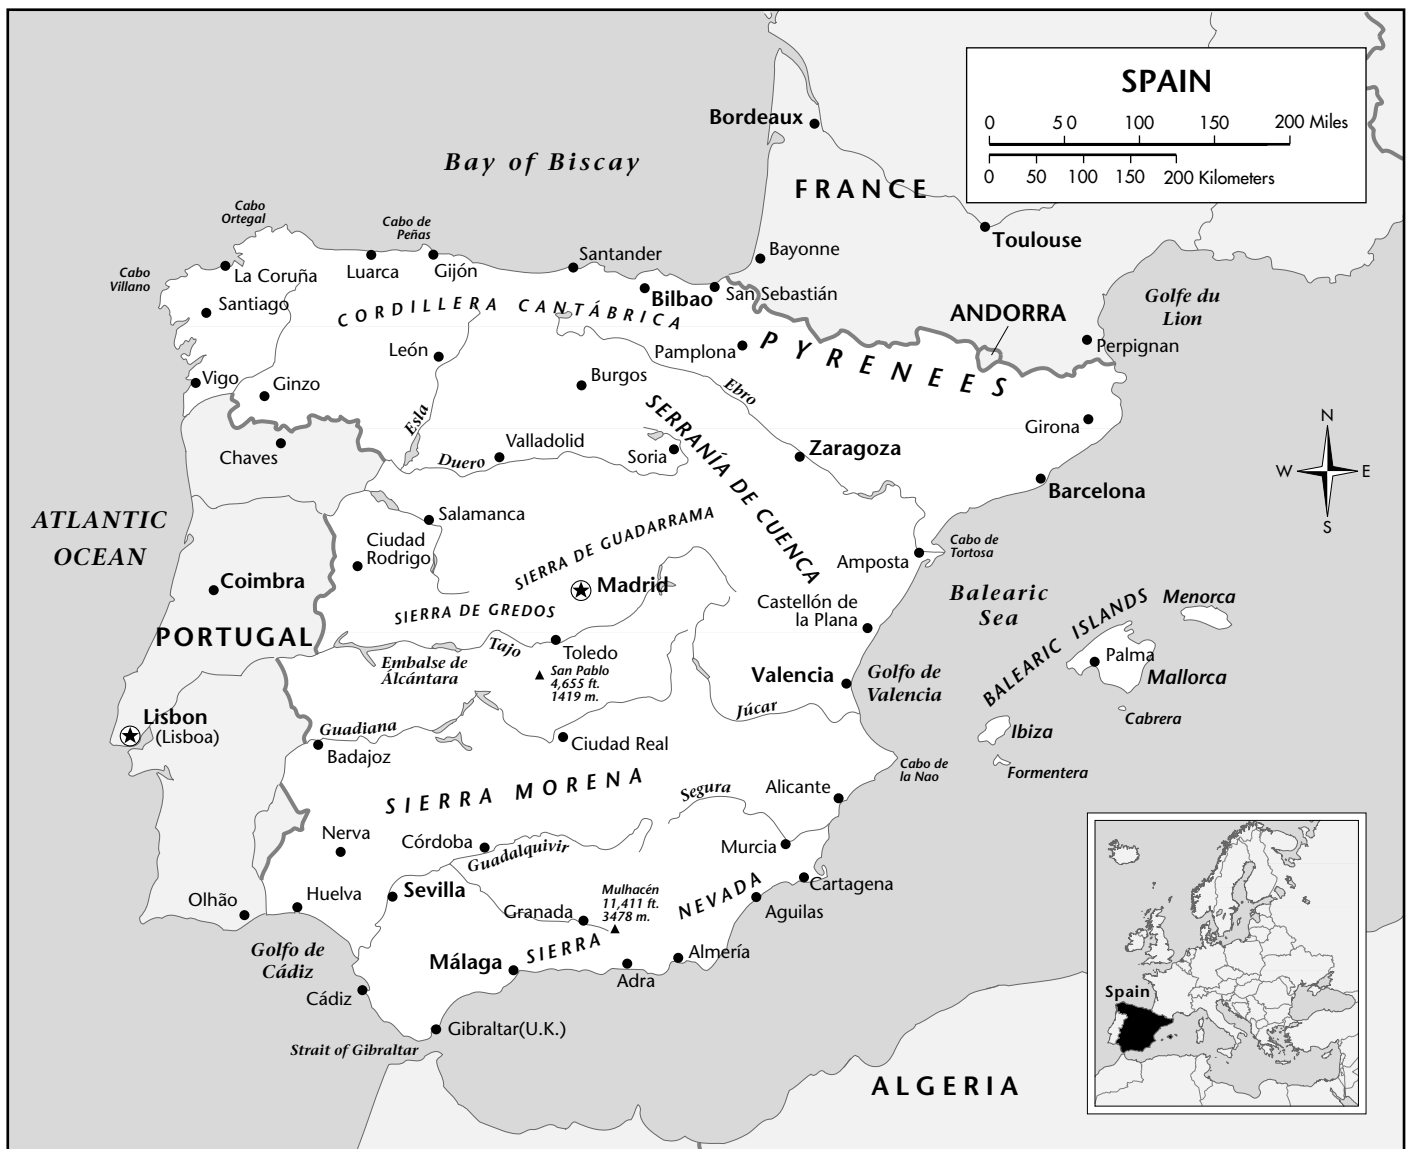 SPAIN
0 50 100 150 200 Miles
0 50 100 150 200 Kilometers
Bordeaux
Bay of Biscay
FRANCE
Toulouse
Bayonne
Cabo
Ortegal
Cabo de
Peñas
Cabo
Villano
La Coruña
Luarca
Gijón
Santander
Santiago
Bilbao
San Sebastián
Golfe du
Lion
ANDORRA
CORDILLERA CANTÁBRICA
PYRENEES
Perpignan
León
Pamplona
Vigo
Ginzo
Burgos
Ebro
Esla
SERRANÍA DE CUENCA
Girona
Chaves
Duero
Valladolid
Soria
Zaragoza
Barcelona
N
W E
S
ATLANTIC
OCEAN
Salamanca
Ciudad
Rodrigo
SIERRA DE GUADARRAMA
Amposta
Cabo de
Tortosa
Coimbra
Madrid
SIERRA DE GREDOS
Castellón de
la Plana
Balearic
Sea
BALEARIC ISLANDS
Menorca
PORTUGAL
Tajo
Toledo
Embalse de
Alcántara
San Pablo
4,655 ft.
1419 m.
Valencia
Golfo de
Valencia
Palma
Mallorca
Cabrera
Júcar
Lisbon
(Lisboa)
Guadiana
Badajoz
Ciudad Real
Ibiza
Formentera
Cabo de
la Nao
SIERRA MORENA
Segura
Alicante
Nerva
Córdoba
Guadalquivir
Murcia
Cartagena
Olhão
Huelva
Sevilla
Granada
Mulhacén
11,411 ft.
3478 m.
SIERRA NEVADA
Aguilas
Golfo de
Cádiz
Málaga
Adra
Almería
Cádiz
Gibraltar(U.K.)
Strait of Gibraltar
ALGERIA
Spain